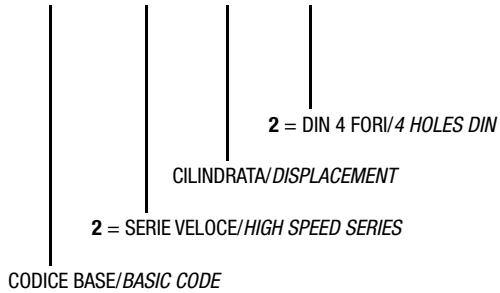 2 = DIN 4 FORI/4 HOLES DIN
CILINDRATA/DISPLACEMENT
2 = SERIE VELOCE/HIGH SPEED SERIES
CODICE BASE/BASIC CODE